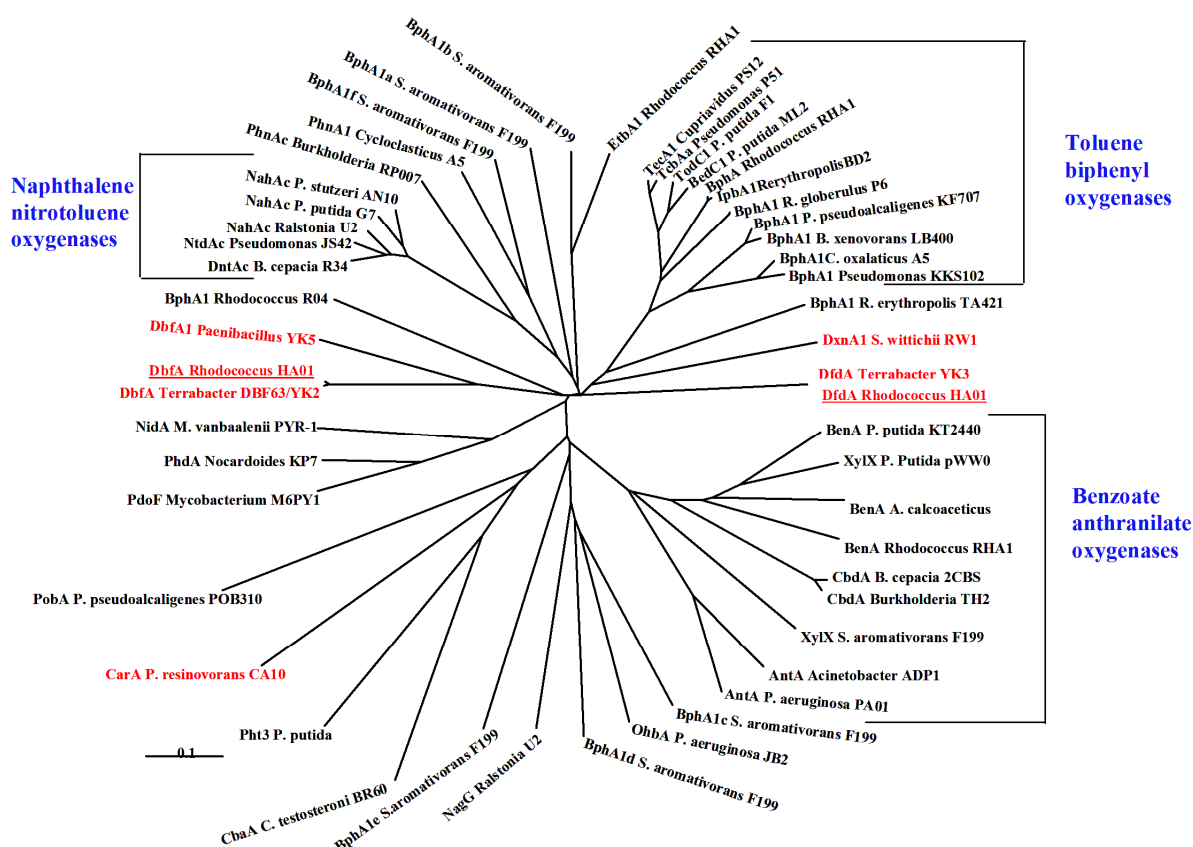 BphA1b S. aromativorans F199
BphA1a S. aromativorans F199
BphA1f S. aromativorans F199
PhnA1 Cycloclasticus A5
PhnAc Burkholderia RP007
NahAc P. stutzeri AN10
NahAc P. putida G7
NahAc Ralstonia U2
NtdAc Pseudomonas JS42
DntAc B. cepacia R34
Naphthalene
nitrotoluene
oxygenases
BphA1 Rhodococcus R04
DbfA1 Paenibacillus YK5
DbfA Rhodococcus HA01
DbfA Terrabacter DBF63/YK2
NidA M. vanbaalenii PYR-1
PhdA Nocardoides KP7
PdoF Mycobacterium M6PY1
PobA P. pseudoalcaligenes POB310
CarA P. resinovorans CA10
Pht3 P. putida
0.1
CbaA C. testosteroni BR60
BphA1e S.aromativorans F199
NagG Ralstonia U2
BphA1d S. aromativorans F199
OhbA P. aeruginosa JB2
BphA1c S. aromativorans F199
AntA P. aeruginosa PA01
AntA Acinetobacter ADP1
XylX S. aromativorans F199
CbdA Burkholderia TH2
CbdA B. cepacia 2CBS
BenA Rhodococcus RHA1
BenA A. calcoaceticus
XylX P. Putida pWW0
BenA P. putida KT2440
Benzoate
anthranilate
oxygenases
DfdA Rhodococcus HA01
DfdA Terrabacter YK3
DxnA1 S. wittichii RW1
BphA1 R. erythropolis TA421
BphA1 Pseudomonas KKS102
BphA1C. oxalaticus A5
BphA1 B. xenovorans LB400
BphA1 P. pseudoalcaligenes KF707
BphA1 R. globerulus P6
IpbA1RerythropolisBD2
BphA Rhodococcus RHA1
BedC1 P. putida ML2
TodC1 P. putida F1
TcbAa Pseudomonas P51
TecA1 Cupriavidus PS12
EtbA1 Rhodococcus RHA1
Toluene
biphenyl
oxygenases